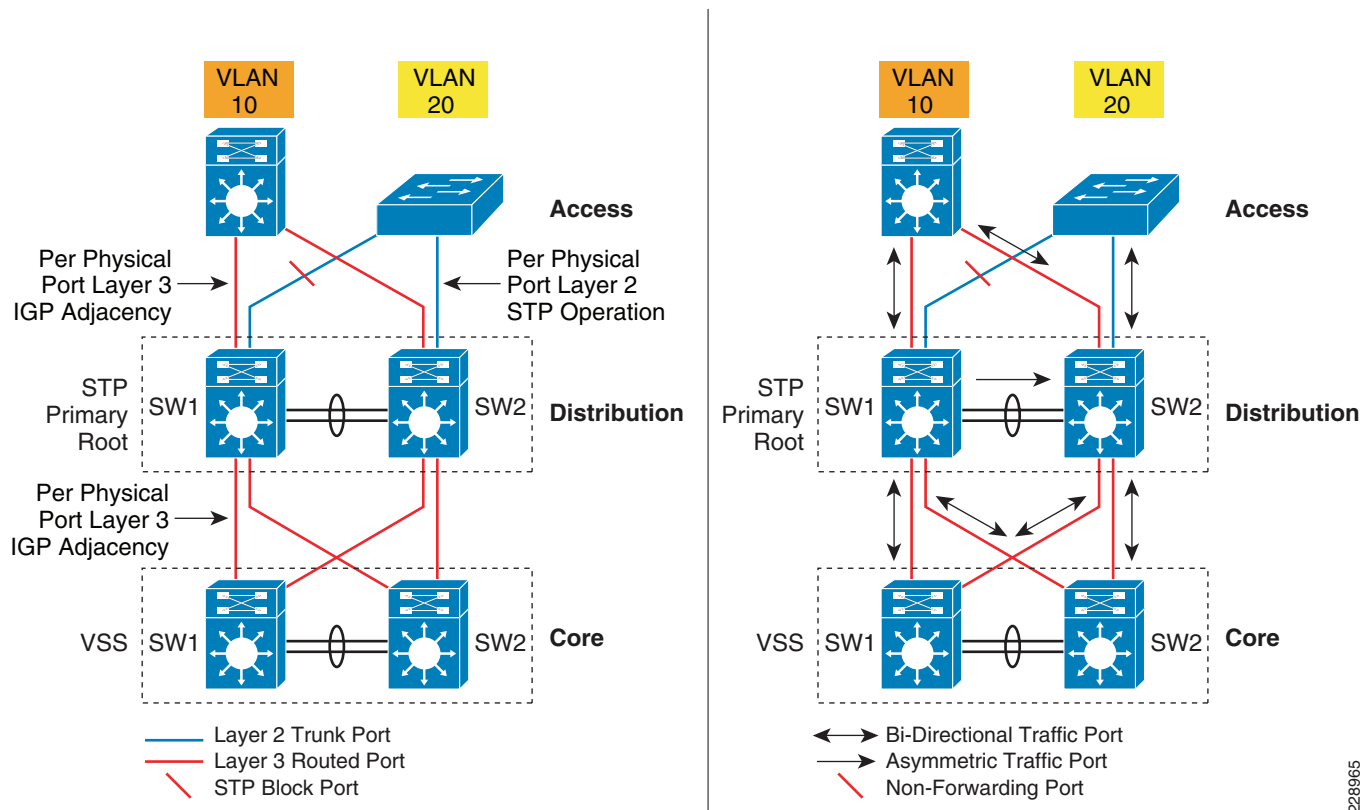 VLAN
10
VLAN
20
Access
Per Physical
Port Layer 3
IGP Adjacency
Per Physical
Port Layer 2
STP Operation
STP
Primary
Root
SW1
SW2
Distribution
Per Physical
Port Layer 3
IGP Adjacency
VSS
SW1
SW2
Core
Layer 2 Trunk Port
Layer 3 Routed Port
STP Block Port
VLAN
10
VLAN
20
Access
STP
Primary
Root
SW1
SW2
Distribution
VSS
SW1
SW2
Core
Bi-Directional Traffic Port
Asymmetric Traffic Port
Non-Forwarding Port
228965